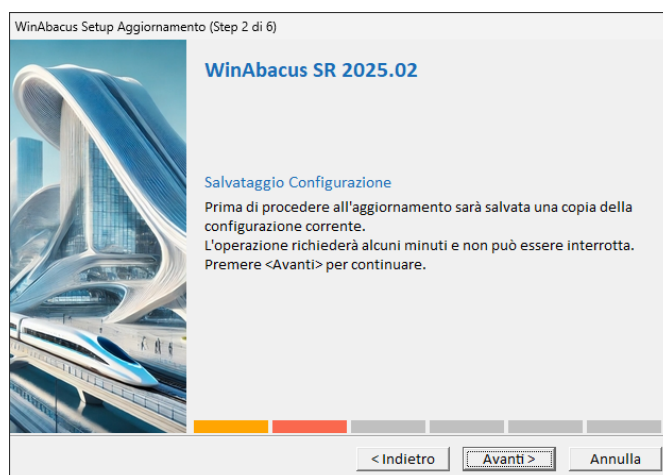 WinAbacus Setup Aggiornamento (Step 2 di 6)
WinAbacus SR 2025.02
Salvataggio Configurazione
Prima di procedere all'aggiornamento sarà salvata una copia della
configurazione corrente.
L'operazione richiederà alcuni minuti e non può essere interrotta.
Premere <Avanti> per continuare.
< Indietro
Avanti >
Annulla